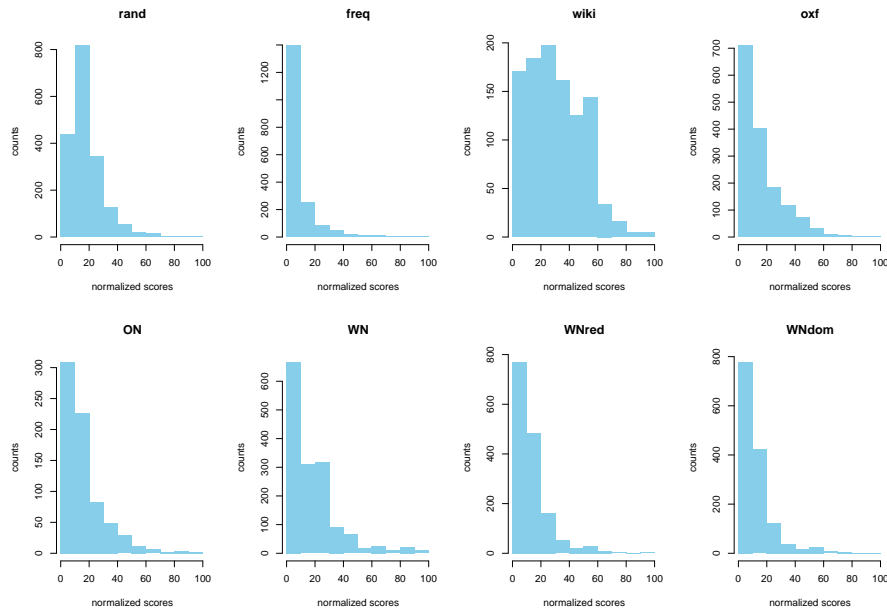 rand
freq
wiki
oxf
counts
0 200 400 600 800
0 20 40 60 80 100
normalized scores
counts
0 200 400 600 800 1000 1400
0 20 40 60 80 100
normalized scores
counts
0 50 100 150 200
0 20 40 60 80 100
normalized scores
counts
0 100 200 300 400 500 600 700
0 20 40 60 80 100
normalized scores
ON
WN
WNred
WNdom
counts
0 50 100 150 200 250 300
0 20 40 60 80 100
normalized scores
counts
0 100 200 300 400 600
0 20 40 60 80 100
normalized scores
counts
0 200 400 600 800
0 20 40 60 80 100
normalized scores
counts
0 200 400 600 800
0 20 40 60 80 100
normalized scores